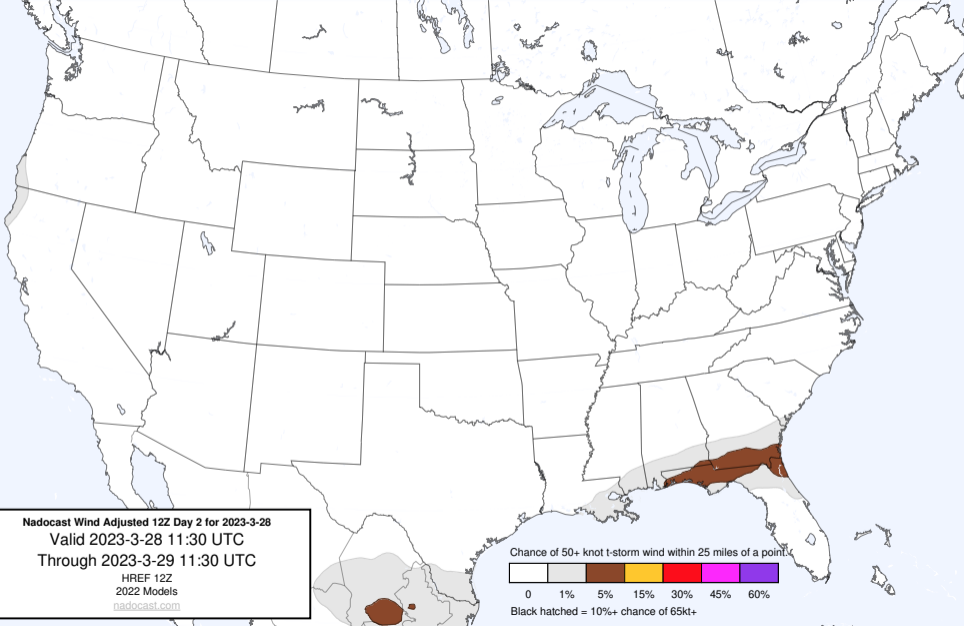 Nadocast Wind Adjusted 12Z Day 2 for 2023-3-28
Valid 2023-3-28 11:30 UTC
Through 2023-3-29 11:30 UTC
HREF 12Z
2022 Models
nadocast.com
Chance of 50+ knot t-storm wind within 25 miles of a point.
0 1% 5% 15% 30% 45% 60%
Black hatched = 10%+ chance of 65kt+